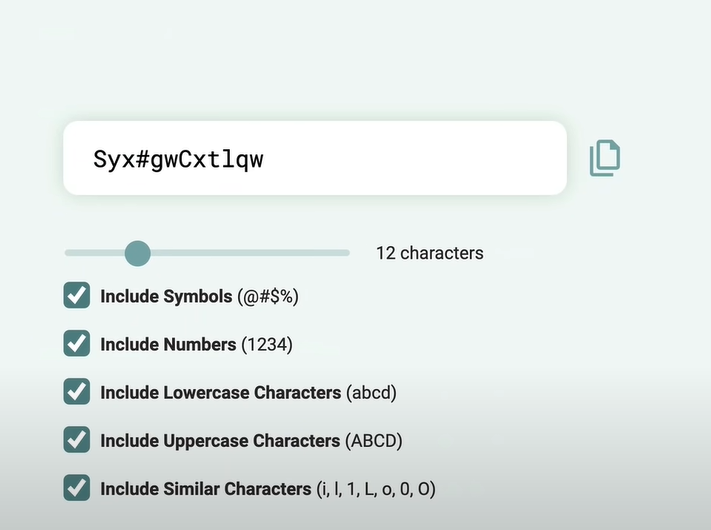 Syx#gwCxtlqw
12 characters
Include Symbols (@#$%)
Include Numbers (1234)
Include Lowercase Characters (abcd)
Include Uppercase Characters (ABCD)
Include Similar Characters (i, l, 1, L, o, 0, O)